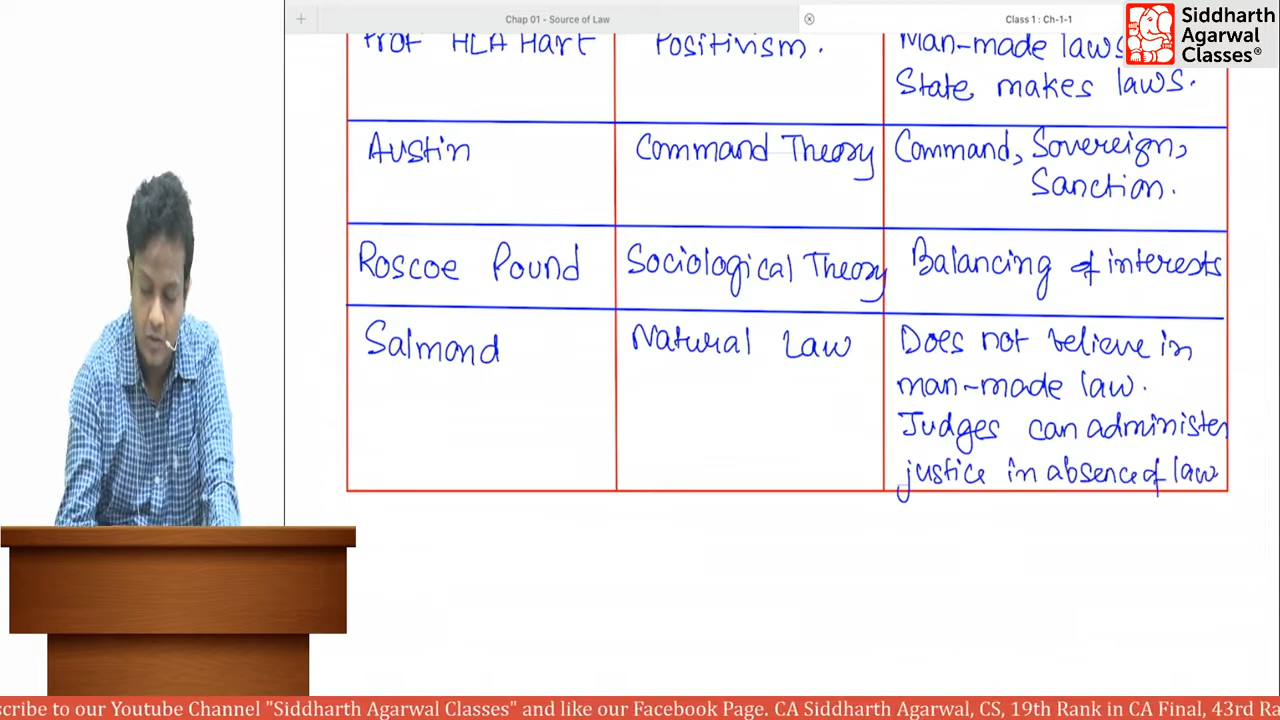 Chap 01 - Source of Law
Class 1 : Ch-1-1
Siddharth
Agarwal
Classes®
Prof HLA Hart
Positivism.
Man-made laws
State makes laws.
Austin
Command Theory
Command, Sovereign,
Sanction.
Roscoe Pound
Sociological Theory
Balancing of interests
Salmond
Natural Law
Does not believe in
man-made law.
Judges can administer
justice in absence of law
scribe to our Youtube Channel "Siddharth Agarwal Classes" and like our Facebook Page. CA Siddharth Agarwal, CS, 19th Rank in CA Final, 43rd Ra